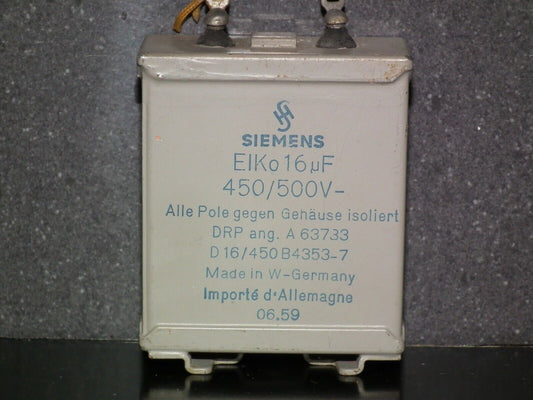 SIEMENS
ElKo 16 µF
450/500V-
Alle Pole gegen Gehäuse isoliert
DRP ang. A 63733
D 16/450 B4353-7
Made in W-Germany
Importé d'Allemagne
06.59